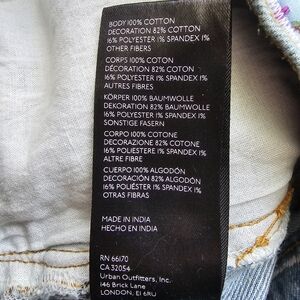 BODY 100% COTTON
DECORATION 82% COTTON
16% POLYESTER 1% SPANDEX 1%
OTHER FIBERS
CORPS 100% COTON
DÉCORATION 82% COTON
16% POLYESTER 1% SPANDEX 1%
AUTRES FIBRES
KÖRPER 100% BAUMWOLLE
DEKORATION 82% BAUMWOLLE
16% POLYESTER 1% SPANDEX 1%
SONSTIGE FASERN
CORPO 100% COTONE
DECORAZIONE 82% COTONE
16% POLIESTERE 1% SPANDEX 1%
ALTRE FIBRE
CUERPO 100% ALGODÓN
DECORACIÓN 82% ALGODÓN
16% POLIÉSTER 1% SPANDEX 1%
OTRAS FIBRAS
MADE IN INDIA
HECHO EN INDIA
RN 66170
CA 32054
Urban Outfitters, Inc.
146 Brick Lane
LONDON, E1 6RU